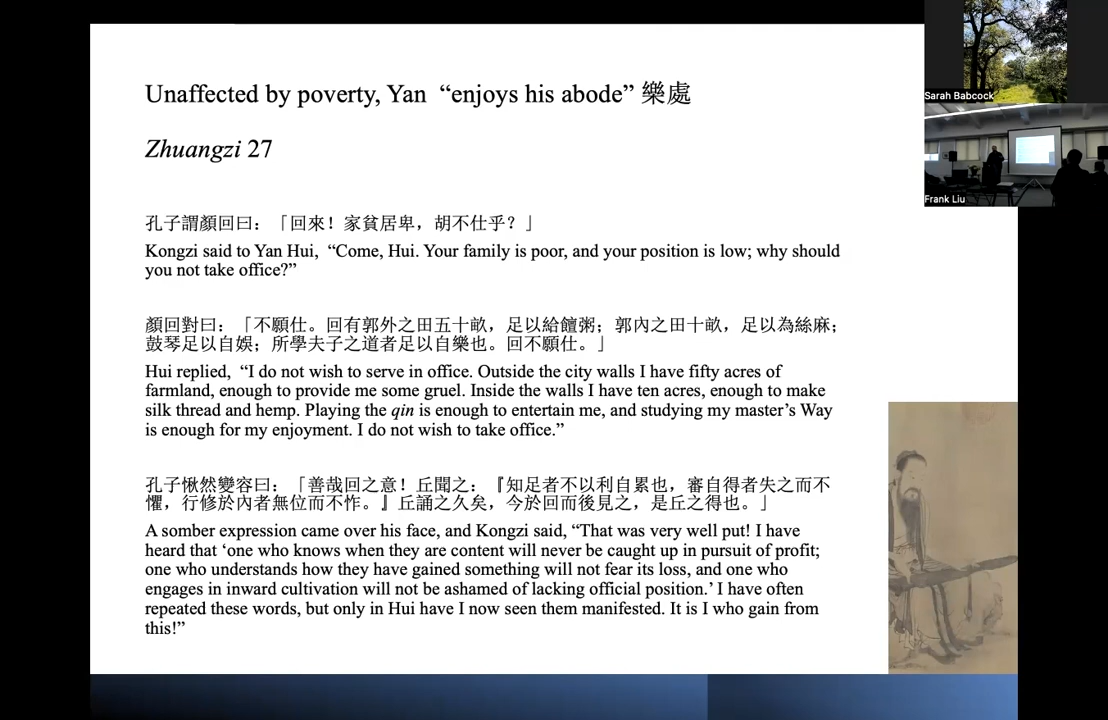 Unaffected by poverty, Yan “enjoys his abode” 樂處
Zhuangzi 27
孔子謂顏回曰：「回來！家貧居卑，胡不仕乎？」
Kongzi said to Yan Hui, “Come, Hui. Your family is poor, and your position is low; why should
you not take office?”
顏回對曰：「不願仕。回有郭外之田五十畝，足以給饘粥；郭內之田十畝，足以為絲麻；
鼓琴足以自娛；所學夫子之道者足以自樂也。回不願仕。」
Hui replied, “I do not wish to serve in office. Outside the city walls I have fifty acres of
farmland, enough to provide me some gruel. Inside the walls I have ten acres, enough to make
silk thread and hemp. Playing the qin is enough to entertain me, and studying my master’s Way
is enough for my enjoyment. I do not wish to take office.”
孔子愀然變容曰：「善哉回之意！丘聞之：『知足者不以利自累也，審自得者失之而不
懼，行修於內者無位而不怍。』丘誦之久矣，今於回而後見之，是丘之得也。」
A somber expression came over his face, and Kongzi said, “That was very well put! I have
heard that ‘one who knows when they are content will never be caught up in pursuit of profit;
one who understands how they have gained something will not fear its loss, and one who
engages in inward cultivation will not be ashamed of lacking official position.’ I have often
repeated these words, but only in Hui have I now seen them manifested. It is I who gain from
this!”
Sarah Babcock
Frank Liu